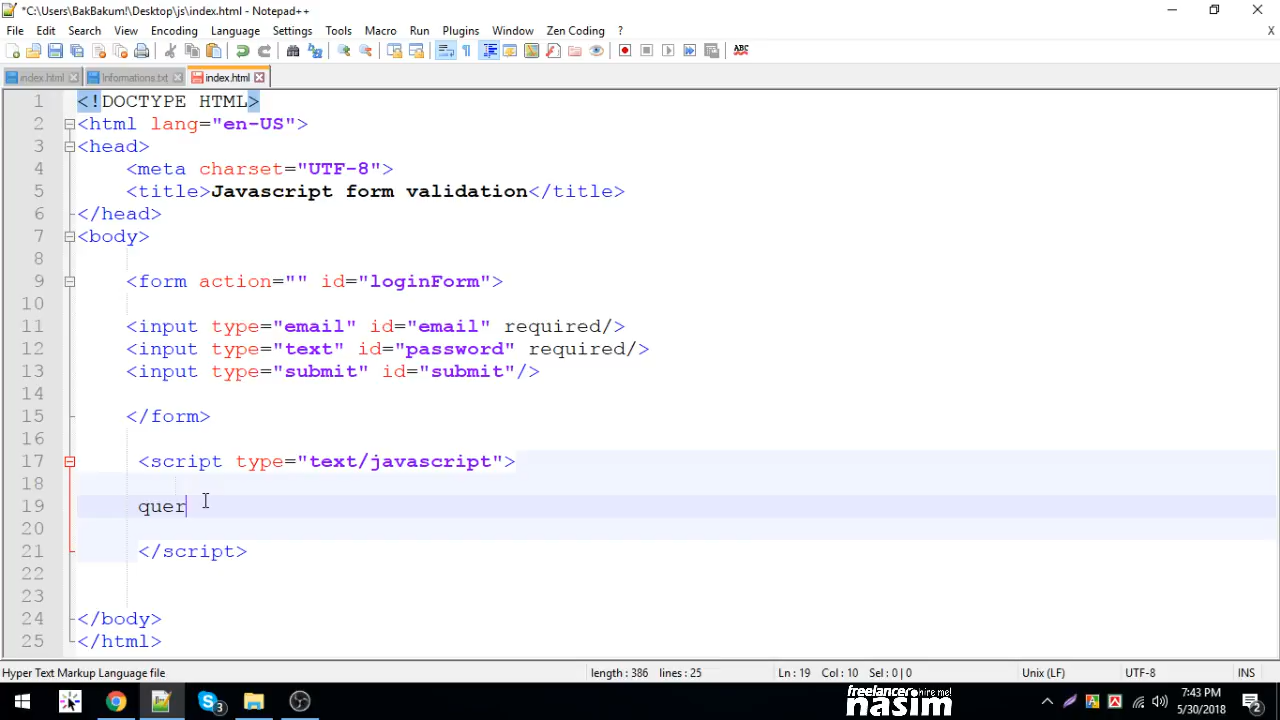 *C:\Users\BakBakum!\Desktop\js\index.html - Notepad++
File Edit Search View Encoding Language Settings Tools Macro Run Plugins Window Zen Coding ?
X
ABC
index.html Informations.txt index.html
1 <!DOCTYPE HTML>
2 <html lang="en-US">
3 <head>
4 <meta charset="UTF-8">
5 <title>Javascript form validation</title>
6 </head>
7 <body>
8
9 <form action="" id="loginForm">
10
11 <input type="email" id="email" required/>
12 <input type="text" id="password" required/>
13 <input type="submit" id="submit"/>
14
15 </form>
16
17 <script type="text/javascript">
18
19 quer
20
21 </script>
22
23
24 </body>
25 </html>
Hyper Text Markup Language file length : 386 lines : 25 Ln : 19 Col : 10 Sel : 0 | 0 Unix (LF) UTF-8 INS
3
freelancer hire me!
nasim
7:43 PM
5/30/2018
2